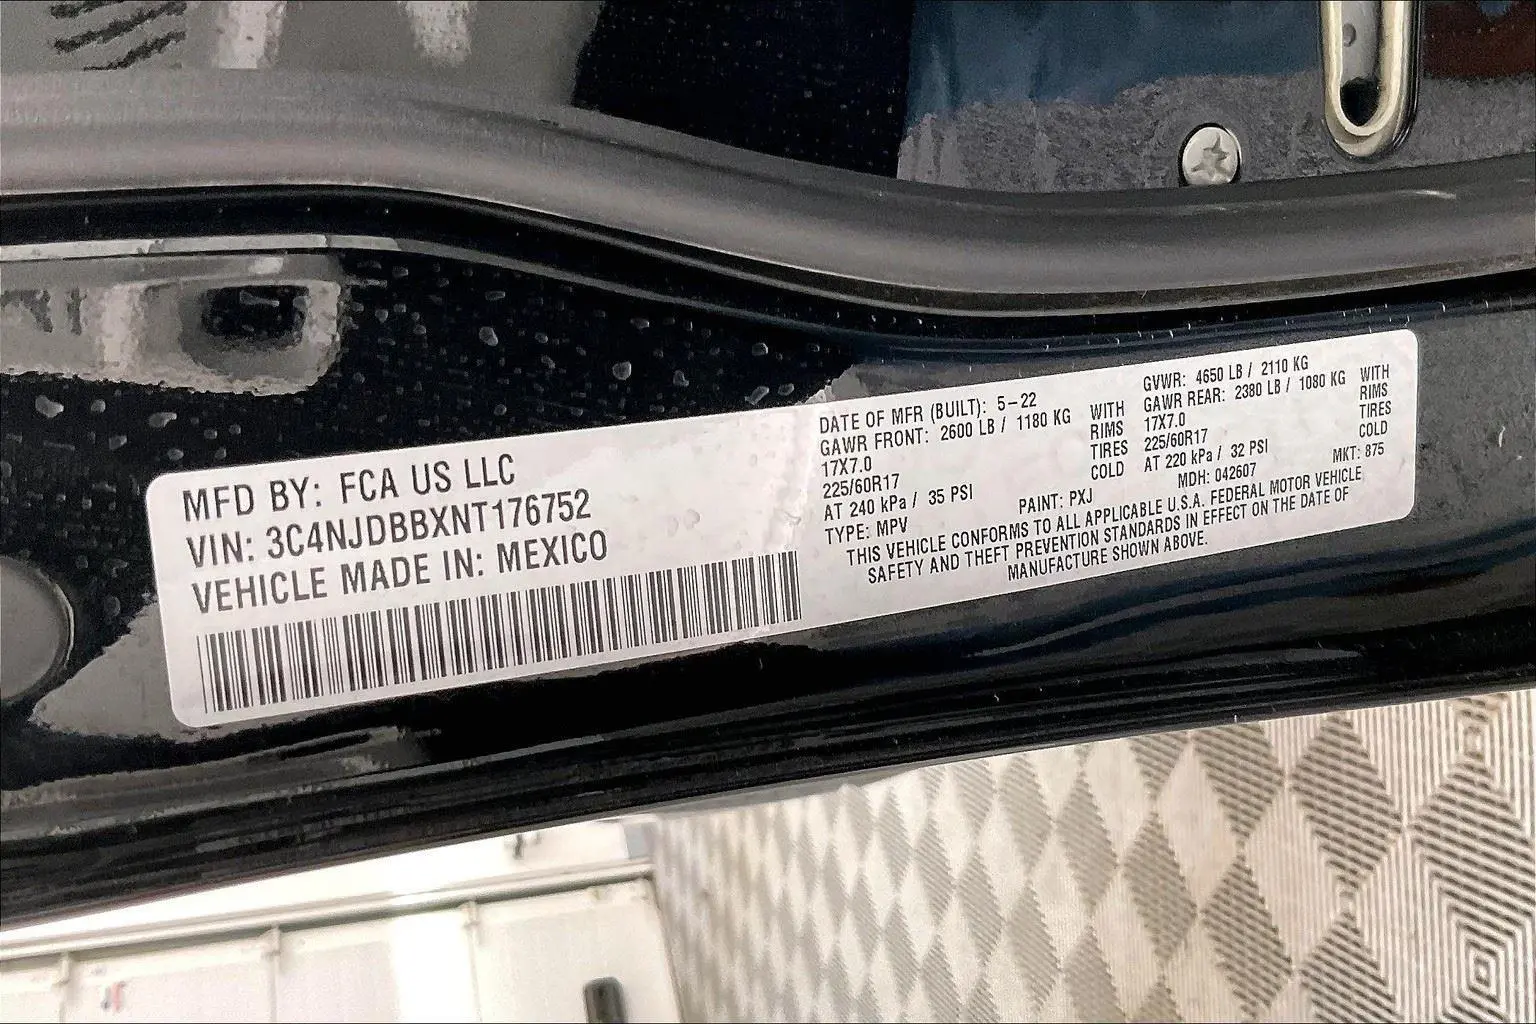 MFD BY: FCA US LLC
VIN: 3C4NJDBBXNT176752
VEHICLE MADE IN: MEXICO
DATE OF MFR (BUILT): 5-22
GAWR FRONT: 2600 LB / 1180 KG WITH
17X7.0 RIMS
225/60R17 TIRES
AT 240 kPa / 35 PSI COLD
GVWR: 4650 LB / 2110 KG
GAWR REAR: 2380 LB / 1080 KG WITH
17X7.0 RIMS
225/60R17 TIRES
AT 220 kPa / 32 PSI COLD
TYPE: MPV PAINT: PXJ MDH: 042607 MKT: 875
THIS VEHICLE CONFORMS TO ALL APPLICABLE U.S.A. FEDERAL MOTOR VEHICLE
SAFETY AND THEFT PREVENTION STANDARDS IN EFFECT ON THE DATE OF
MANUFACTURE SHOWN ABOVE.